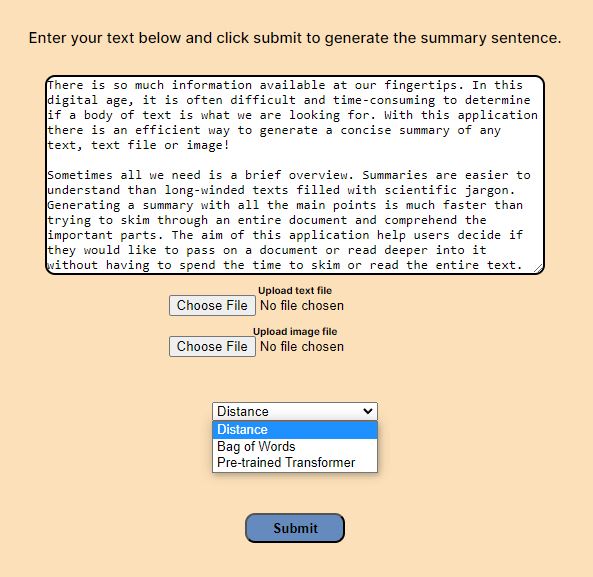 Enter your text below and click submit to generate the summary sentence.
There is so much information available at our fingertips. In this
digital age, it is often difficult and time-consuming to determine
if a body of text is what we are looking for. With this application
there is an efficient way to generate a concise summary of any
text, text file or image!
Sometimes all we need is a brief overview. Summaries are easier to
understand than long-winded texts filled with scientific jargon.
Generating a summary with all the main points is much faster than
trying to skim through an entire document and comprehend the
important parts. The aim of this application help users decide if
they would like to pass on a document or read deeper into it
without having to spend the time to skim or read the entire text.
Upload text file
Choose File No file chosen
Upload image file
Choose File No file chosen
Distance
Distance
Bag of Words
Pre-trained Transformer
Submit